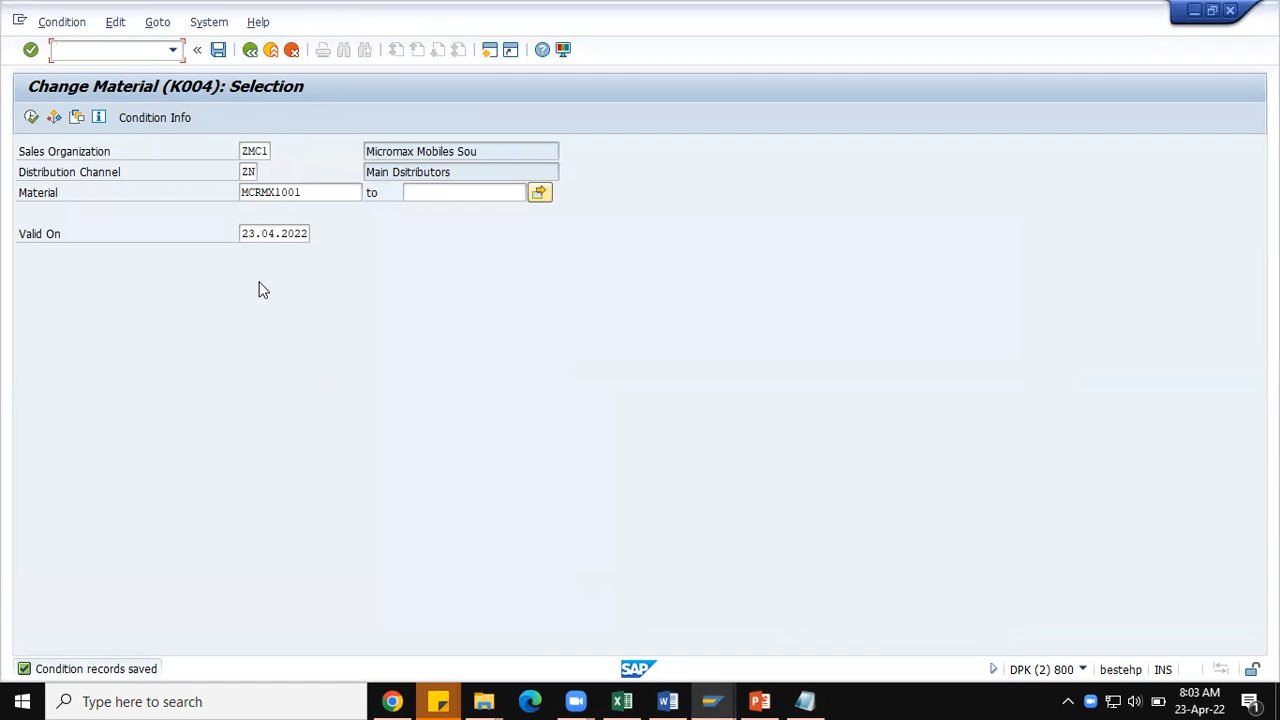 Condition Edit Goto System Help
Change Material (K004): Selection
Condition Info
Sales Organization ZMC1 Micromax Mobiles Sou
Distribution Channel ZN Main Dsitributors
Material MCRMX1001 to
Valid On 23.04.2022
Condition records saved SAP DPK (2) 800 bestehp INS
Type here to search 8:03 AM
23-Apr-22